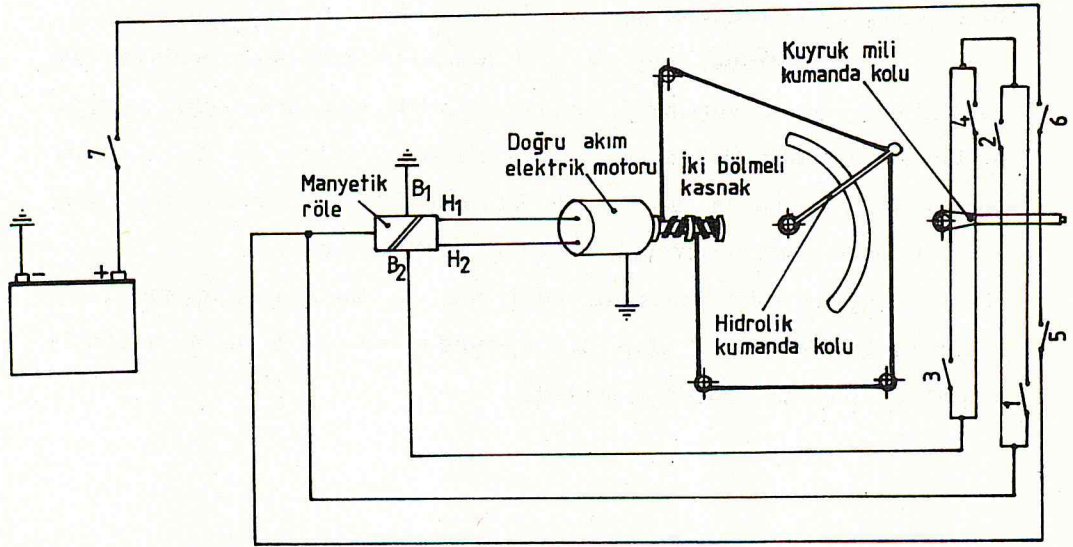 Kuyruk mili
kumanda kolu
4
2
6
7
Doğru akım
elektrik motoru
İki bölmeli
kasnak
Manyetik
röle
B1
H1
H2
B2
-
+
Hidrolik
kumanda kolu
3
1
5